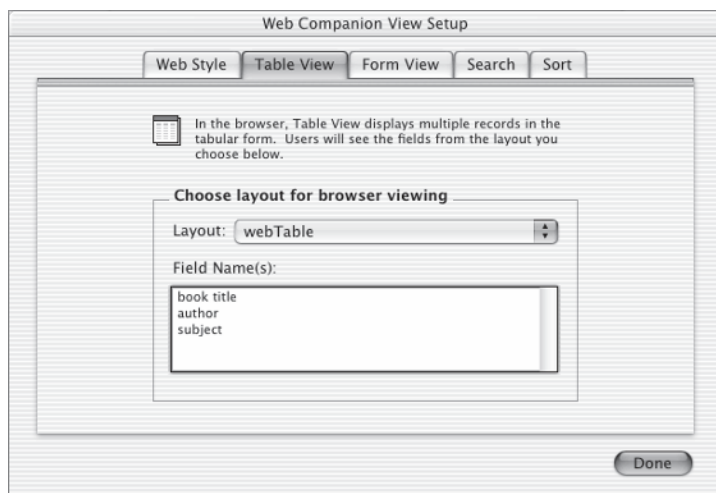 Web Companion View Setup
Web Style Table View Form View Search Sort
In the browser, Table View displays multiple records in the
tabular form. Users will see the fields from the layout you
choose below.
Choose layout for browser viewing
Layout: webTable
Field Name(s):
book title
author
subject
Done